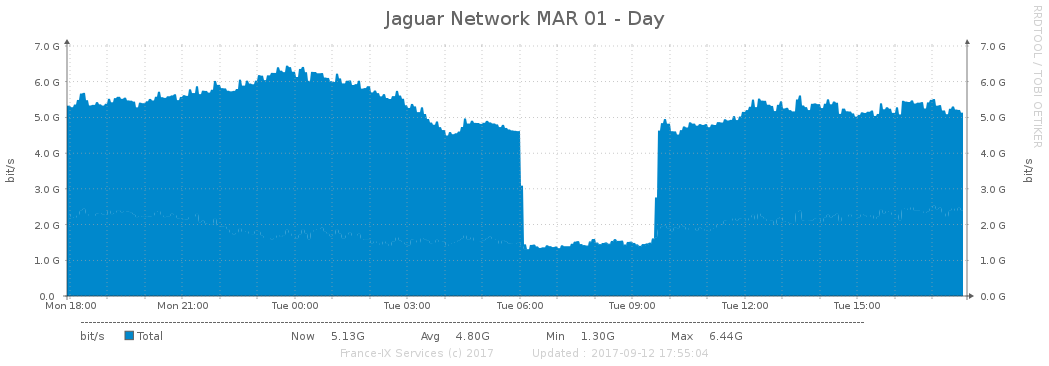 Jaguar Network MAR 01 - Day
RRDTOOL / TOBI OETIKER
7.0 G 7.0 G
6.0 G 6.0 G
5.0 G 5.0 G
4.0 G 4.0 G
3.0 G 3.0 G
2.0 G 2.0 G
1.0 G 1.0 G
0.0 0.0 G
bit/s bit/s
Mon 18:00 Mon 21:00 Tue 00:00 Tue 03:00 Tue 06:00 Tue 09:00 Tue 12:00 Tue 15:00
bit/s Total Now 5.13G Avg 4.80G Min 1.30G Max 6.44G
France-IX Services (c) 2017 Updated : 2017-09-12 17:55:04